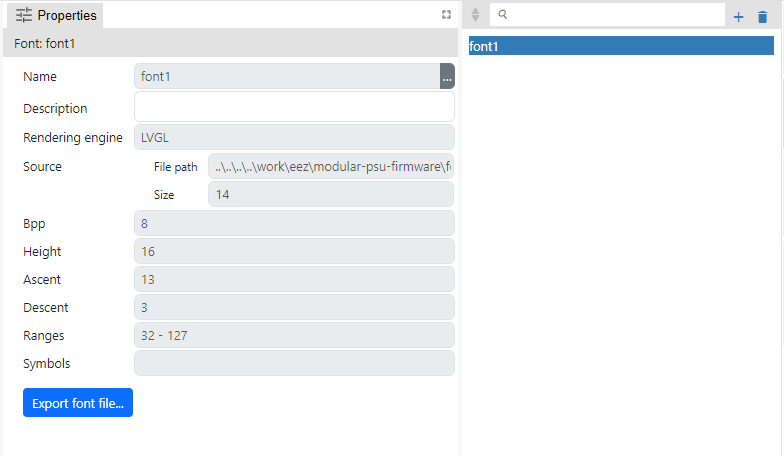 Properties
Font: font1
Name font1 ...
Description
Rendering engine LVGL
Source File path ..\..\..\..\work\eez\modular-psu-firmware\f
Size 14
Bpp 8
Height 16
Ascent 13
Descent 3
Ranges 32 - 127
Symbols
Export font file...
font1